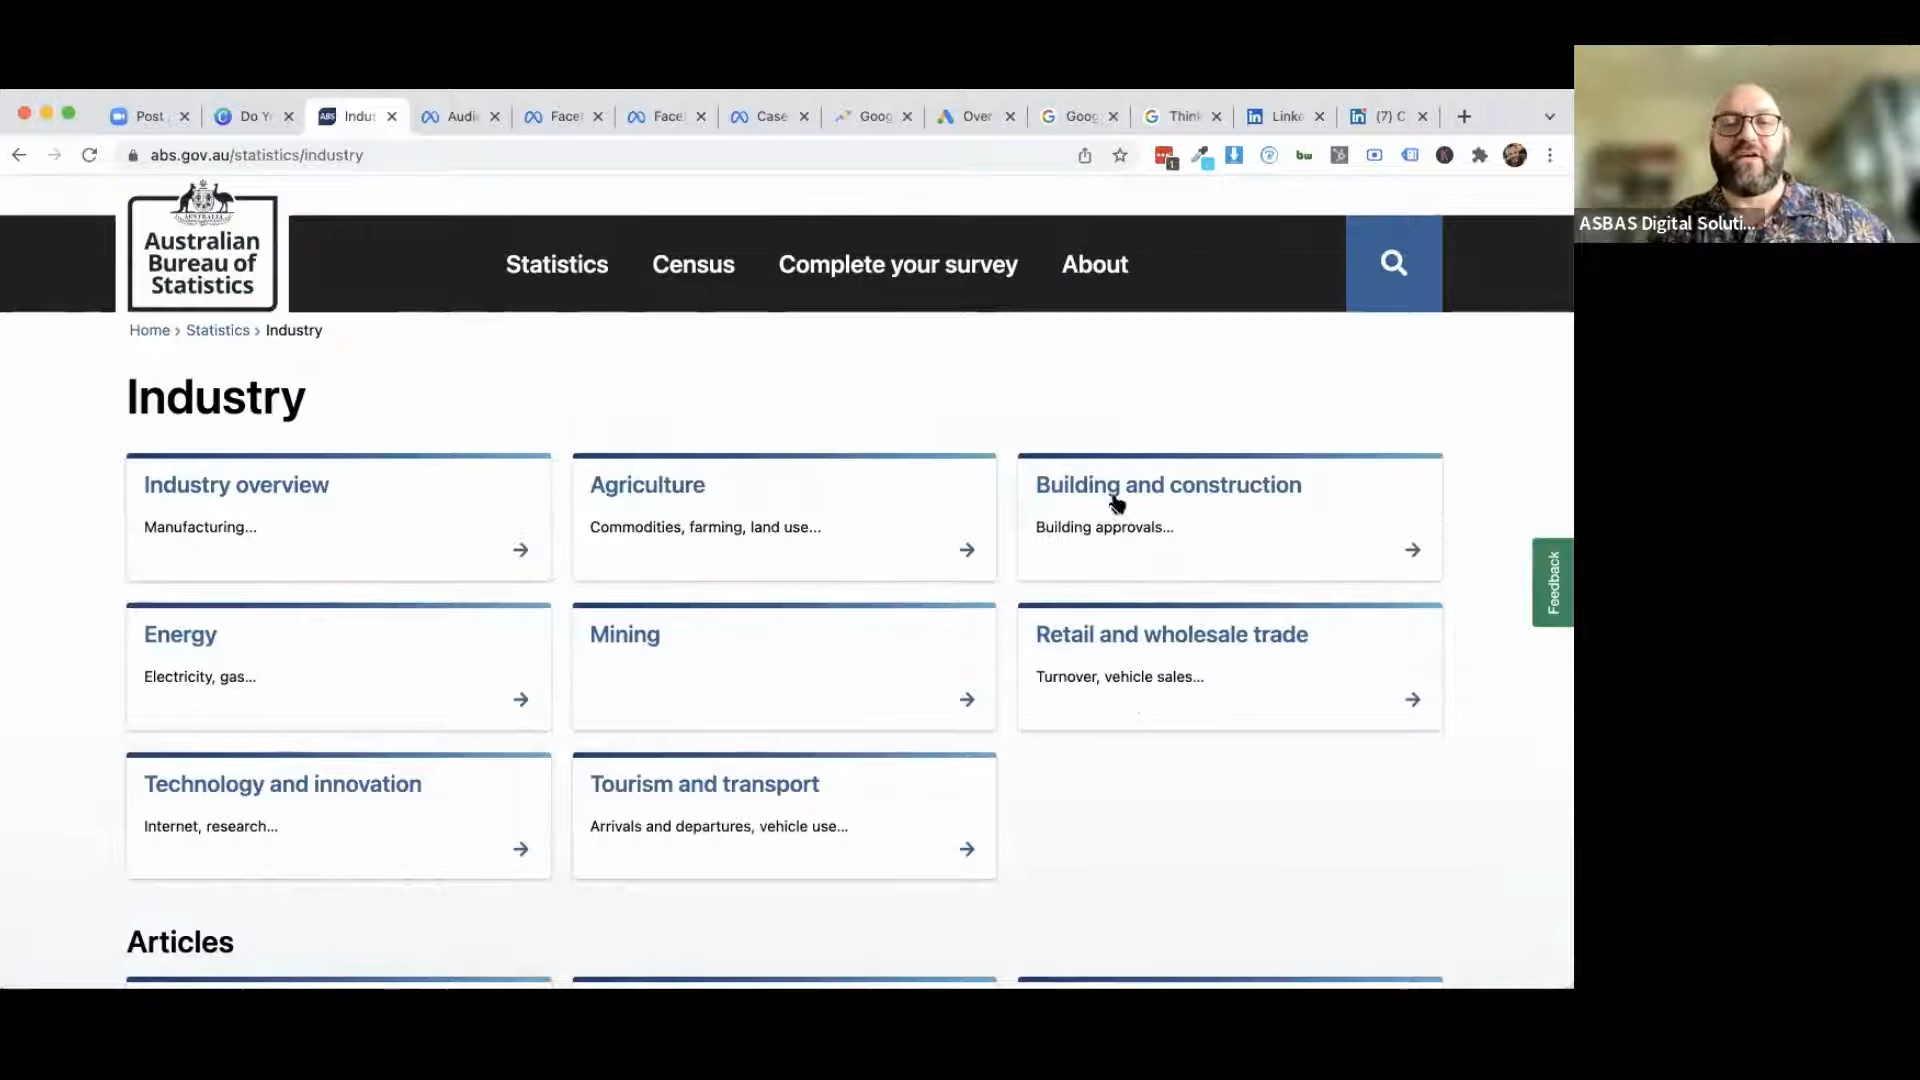 Post
Do Y
Indus
Audi
Face
Face
Case
Goog
Over
Goog
Think
Linke
(7) C
abs.gov.au/statistics/industry
ASBAS Digital Soluti...
Australian
Bureau of
Statistics
Statistics
Census
Complete your survey
About
Home > Statistics > Industry
Industry
Industry overview
Manufacturing...
Agriculture
Commodities, farming, land use...
Building and construction
Building approvals...
Feedback
Energy
Electricity, gas...
Mining
Retail and wholesale trade
Turnover, vehicle sales...
Technology and innovation
Internet, research...
Tourism and transport
Arrivals and departures, vehicle use...
Articles